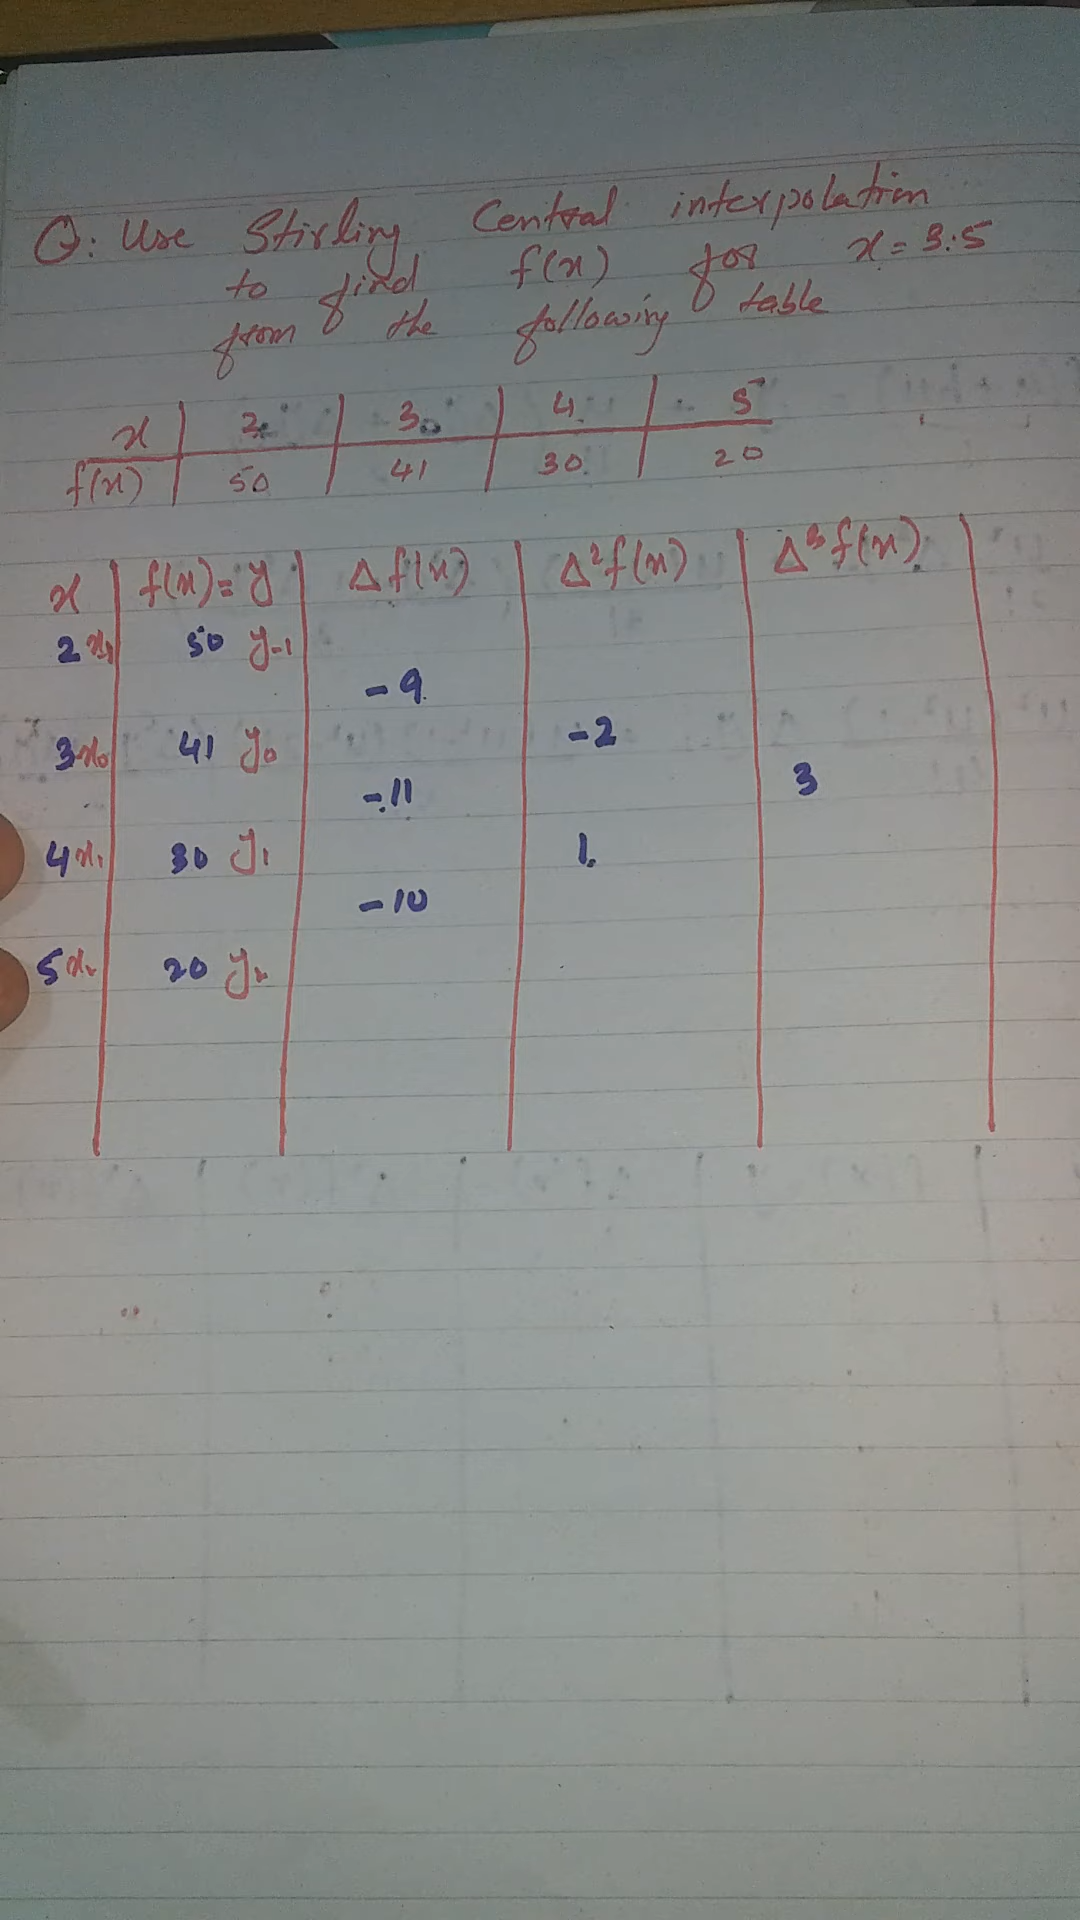 Q: Use Stirling Central interpolation
to find f(x) for x = 3.5
from the following table
x | 2 | 3 | 4 | 5
f(x) | 50 | 41 | 30 | 20
x | f(x) = y | Δf(x) | Δ²f(x) | Δ³f(x)
2 x₋₁ 50 y₋₁
-9
3 x₀ 41 y₀ -2
-11 3
4 x₁ 30 y₁ 1
-10
5 x₂ 20 y₂